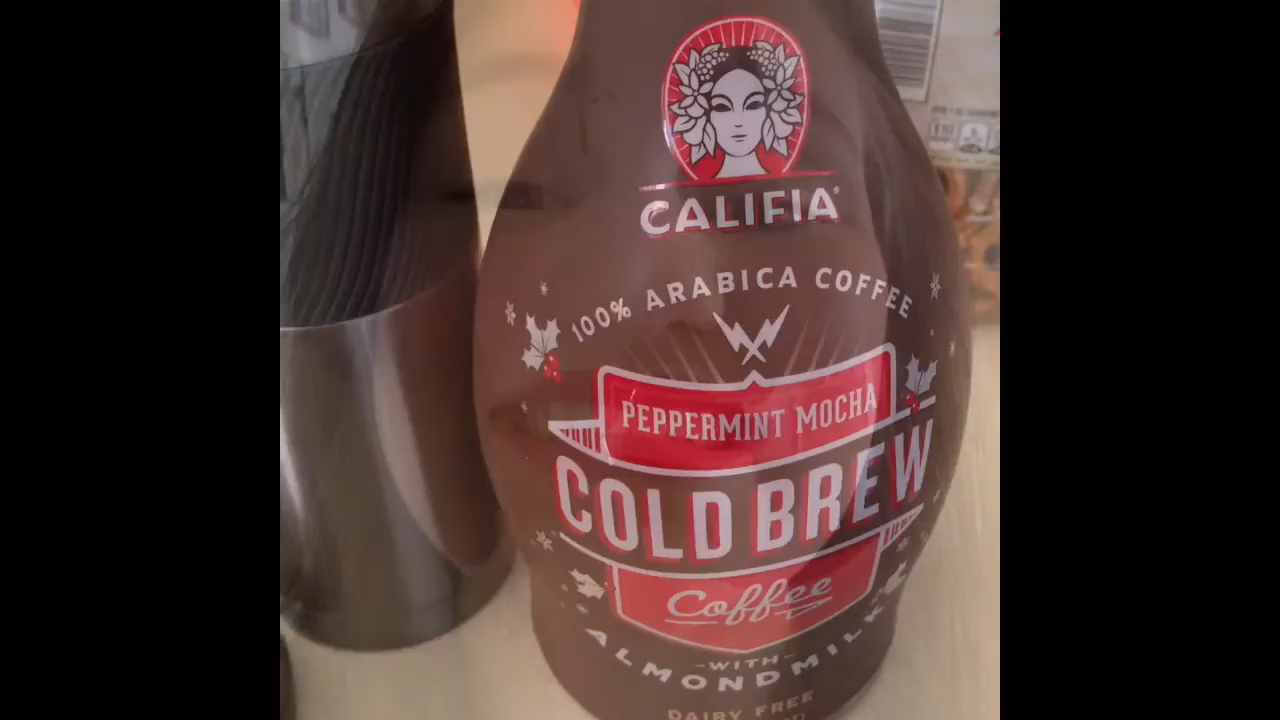 CALIFIA
100% ARABICA COFFEE
PEPPERMINT MOCHA
COLD BREW
Coffee
-WITH-
ALMONDMILK
DAIRY FREE